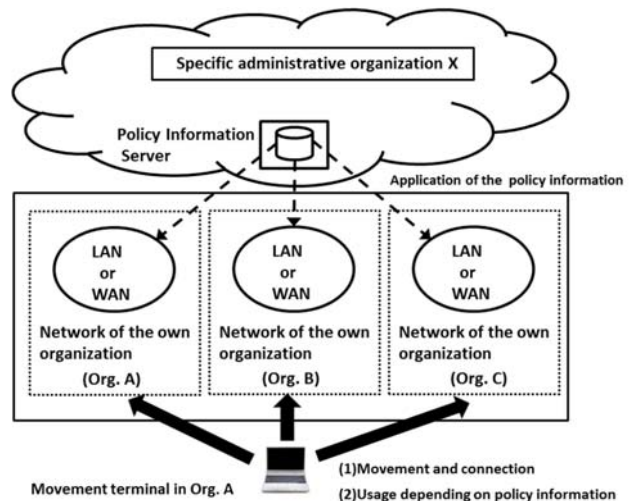 Specific administrative organization X
Policy Information
Server
Application of the policy information
LAN
or
WAN
Network of the own
organization
(Org. A)
LAN
or
WAN
Network of the own
organization
(Org. B)
LAN
or
WAN
Network of the own
organization
(Org. C)
Movement terminal in Org. A
(1)Movement and connection
(2)Usage depending on policy information